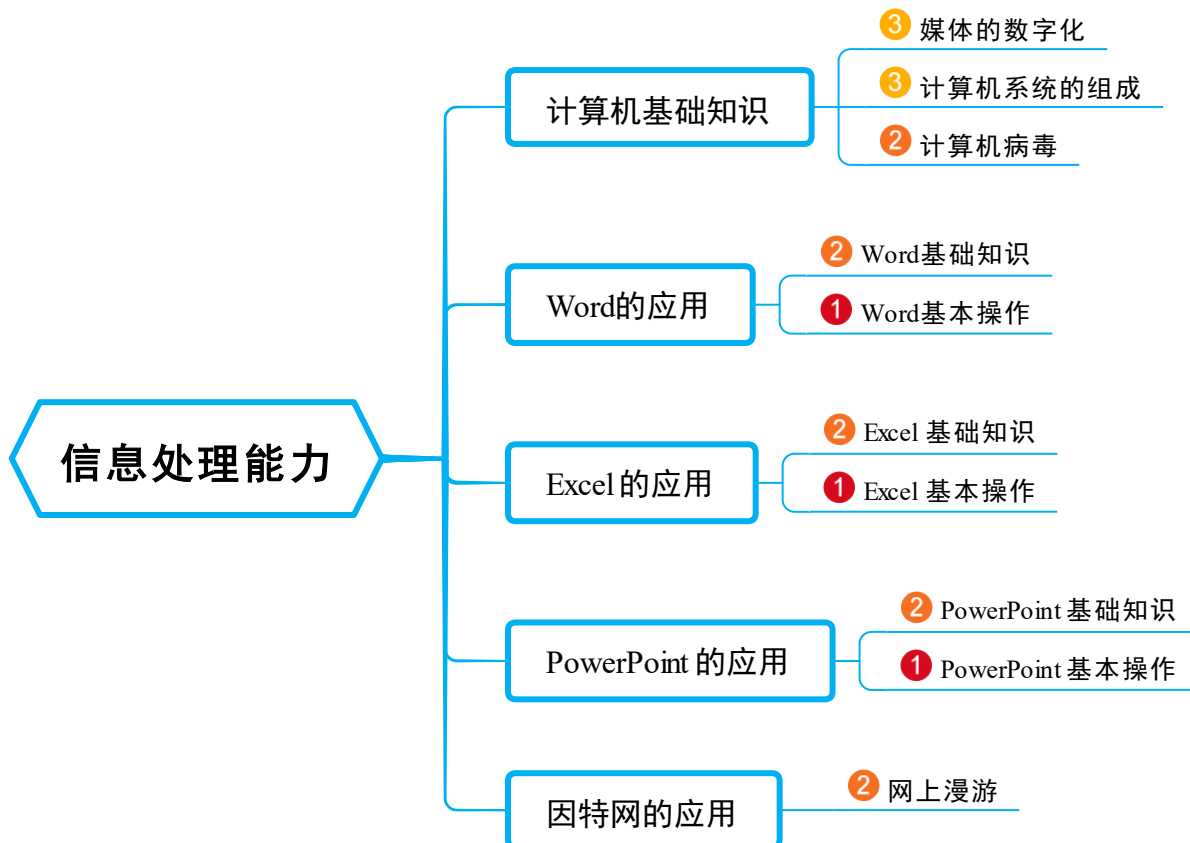 信息处理能力
计算机基础知识
3 媒体的数字化
3 计算机系统的组成
2 计算机病毒
Word的应用
2 Word基础知识
1 Word基本操作
Excel 的应用
2 Excel 基础知识
1 Excel 基本操作
PowerPoint 的应用
2 PowerPoint 基础知识
1 PowerPoint 基本操作
因特网的应用
2 网上漫游